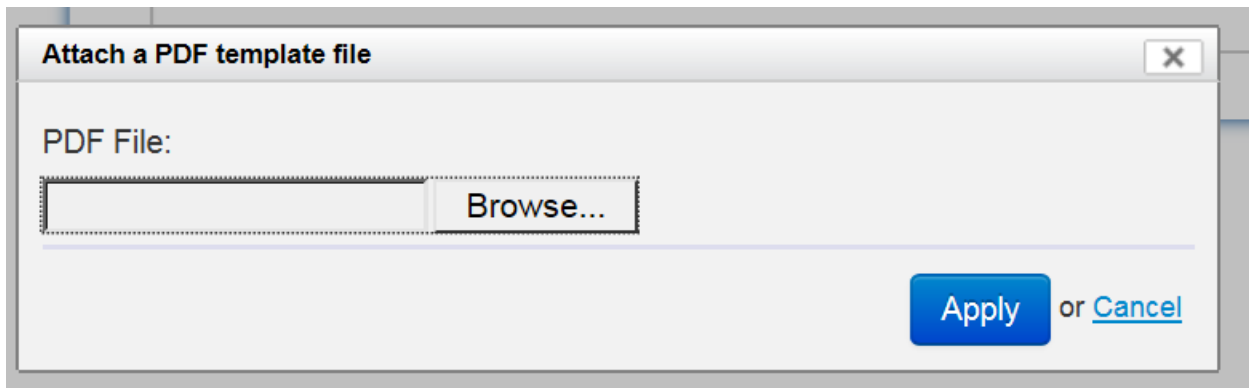 Attach a PDF template file
PDF File:
Browse...
Apply or Cancel